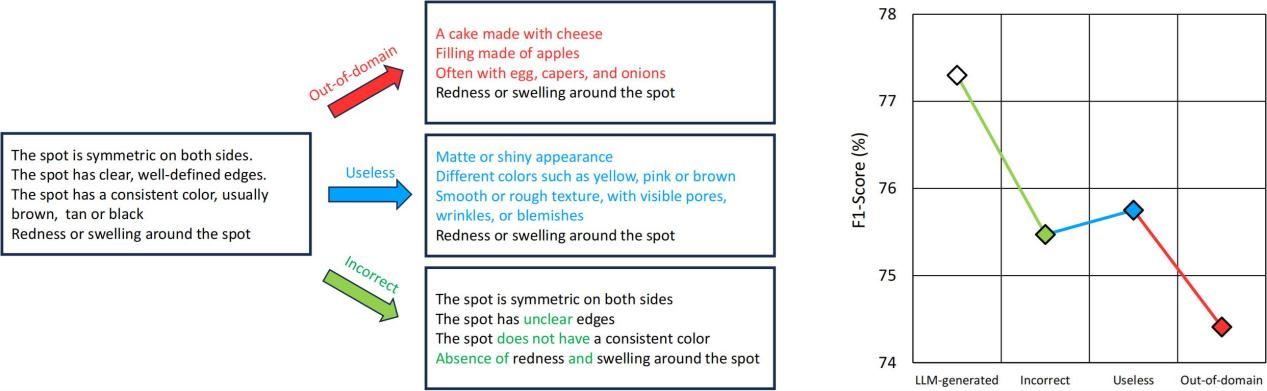 The spot is symmetric on both sides.
The spot has clear, well-defined edges.
The spot has a consistent color, usually
brown, tan or black
Redness or swelling around the spot
Out-of-domain
Useless
Incorrect
A cake made with cheese
Filling made of apples
Often with egg, capers, and onions
Redness or swelling around the spot
Matte or shiny appearance
Different colors such as yellow, pink or brown
Smooth or rough texture, with visible pores,
wrinkles, or blemishes
Redness or swelling around the spot
The spot is symmetric on both sides
The spot has unclear edges
The spot does not have a consistent color
Absence of redness and swelling around the spot
F1-Score (%)
78
77
76
75
74
LLM-generated
Incorrect
Useless
Out-of-domain